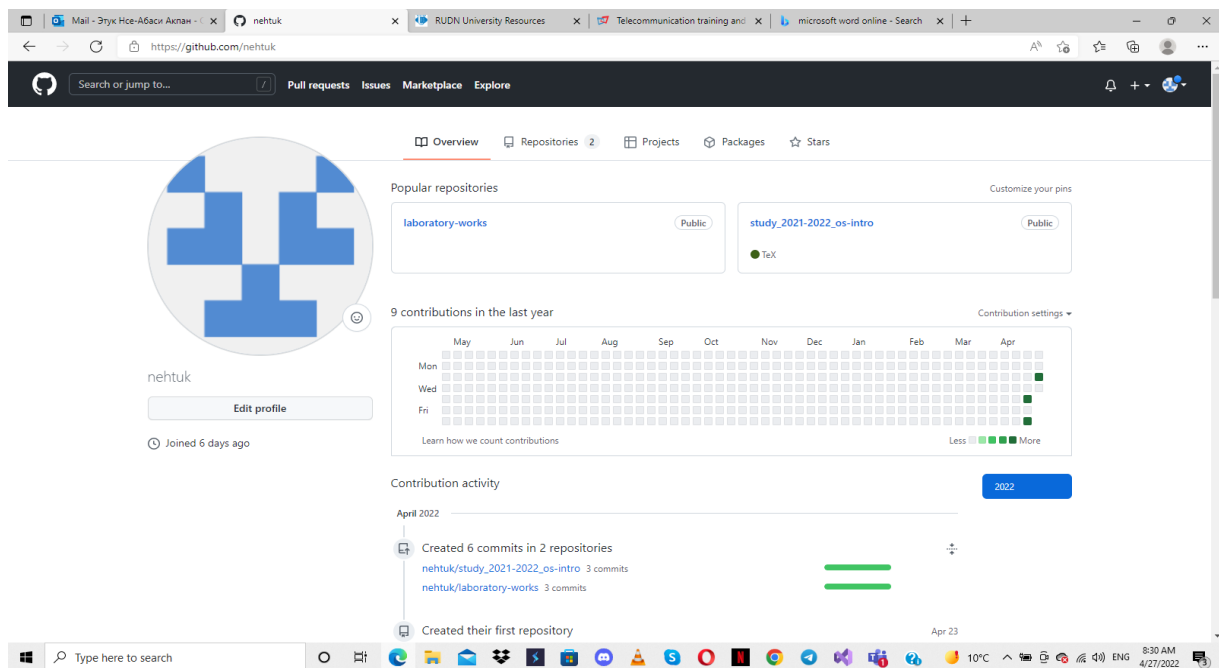 Mail - Этук Нсе-Абаси Акпан - nehtuk RUDN University Resources Telecommunication training and microsoft word online - Search
https://github.com/nehtuk
Search or jump to... / Pull requests Issues Marketplace Explore
Overview Repositories 2 Projects Packages Stars
Popular repositories Customize your pins
laboratory-works Public study_2021-2022_os-intro Public
TeX
9 contributions in the last year Contribution settings
May Jun Jul Aug Sep Oct Nov Dec Jan Feb Mar Apr
Mon
Wed
Fri
Learn how we count contributions Less More
nehtuk
Edit profile
Joined 6 days ago
Contribution activity 2022
April 2022
Created 6 commits in 2 repositories
nehtuk/study_2021-2022_os-intro 3 commits
nehtuk/laboratory-works 3 commits
Created their first repository Apr 23
Type here to search 10°C ENG 8:30 AM
4/27/2022